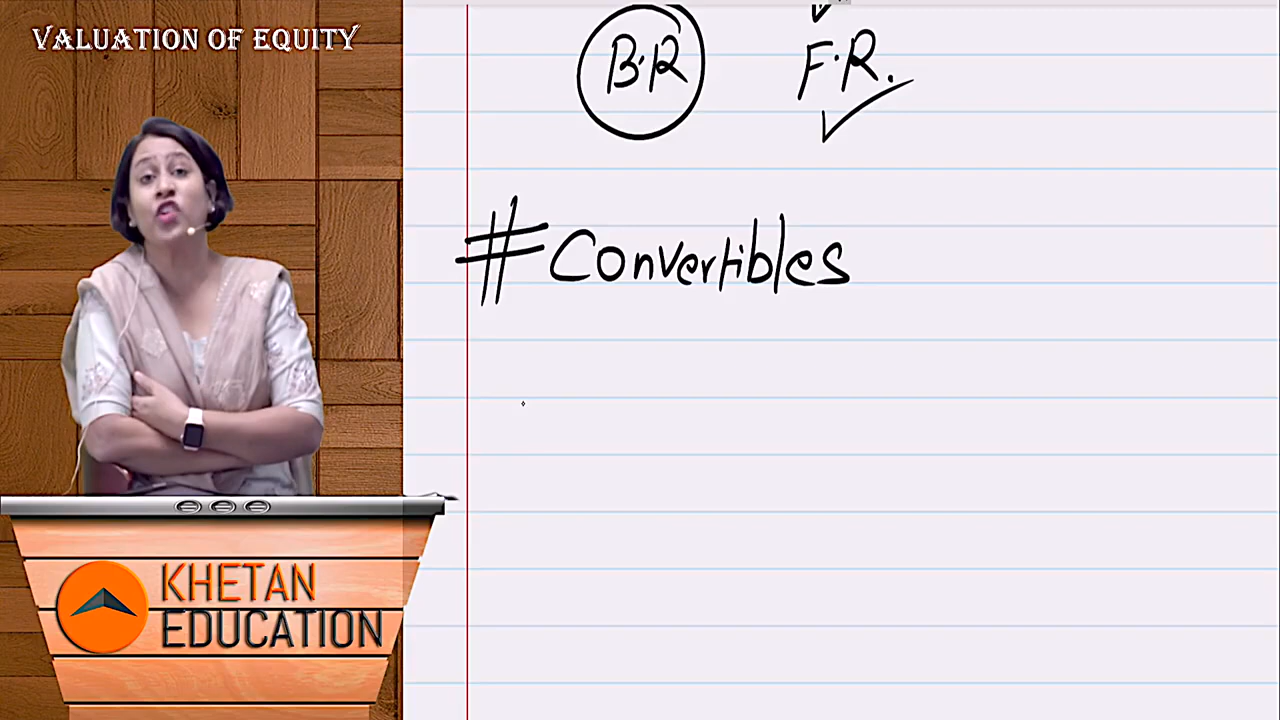 VALUATION OF EQUITY
B.R F.R.
# Convertibles
KHETAN
EDUCATION